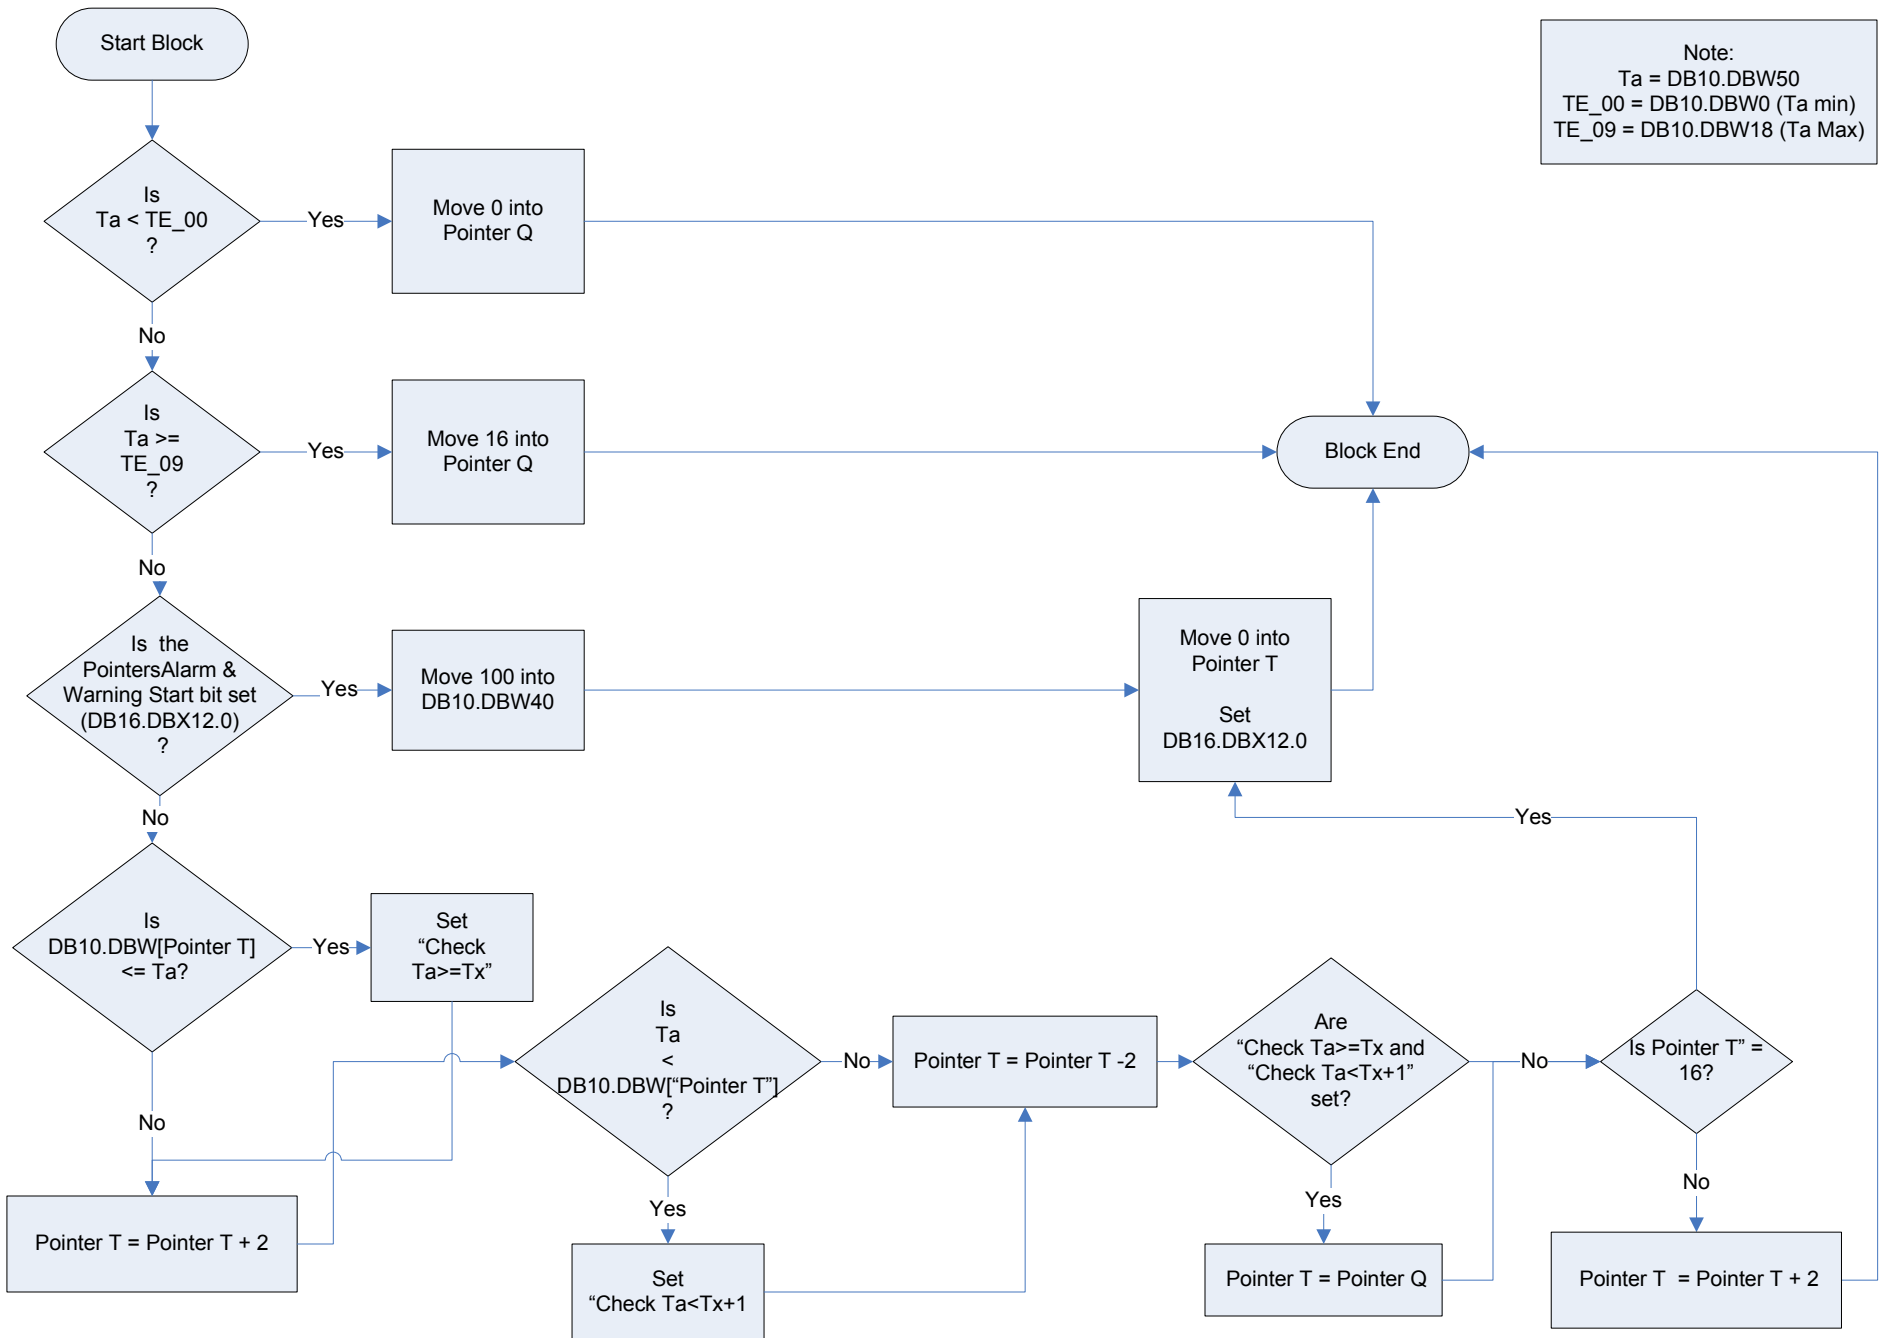 Start Block
Note:
Ta = DB10.DBW50
TE_00 = DB10.DBW0 (Ta min)
TE_09 = DB10.DBW18 (Ta Max)
Is
Ta < TE_00
?
Yes
Move 0 into
Pointer Q
No
Is
Ta >=
TE_09
?
Yes
Move 16 into
Pointer Q
Block End
No
Is  the
PointersAlarm &
Warning Start bit set
(DB16.DBX12.0)
?
Yes
Move 100 into
DB10.DBW40
Move 0 into
Pointer T
Set
DB16.DBX12.0
No
Yes
Is
DB10.DBW[Pointer T]
<= Ta?
Yes
Set
“Check
Ta>=Tx”
No
Is
Ta
<
DB10.DBW[“Pointer T”]
?
No
Pointer T = Pointer T -2
Are
“Check Ta>=Tx and
“Check Ta<Tx+1”
set?
No
Is Pointer T” =
16?
Yes
Yes
No
Pointer T = Pointer T + 2
Set
“Check Ta<Tx+1
Pointer T = Pointer Q
Pointer T  = Pointer T + 2